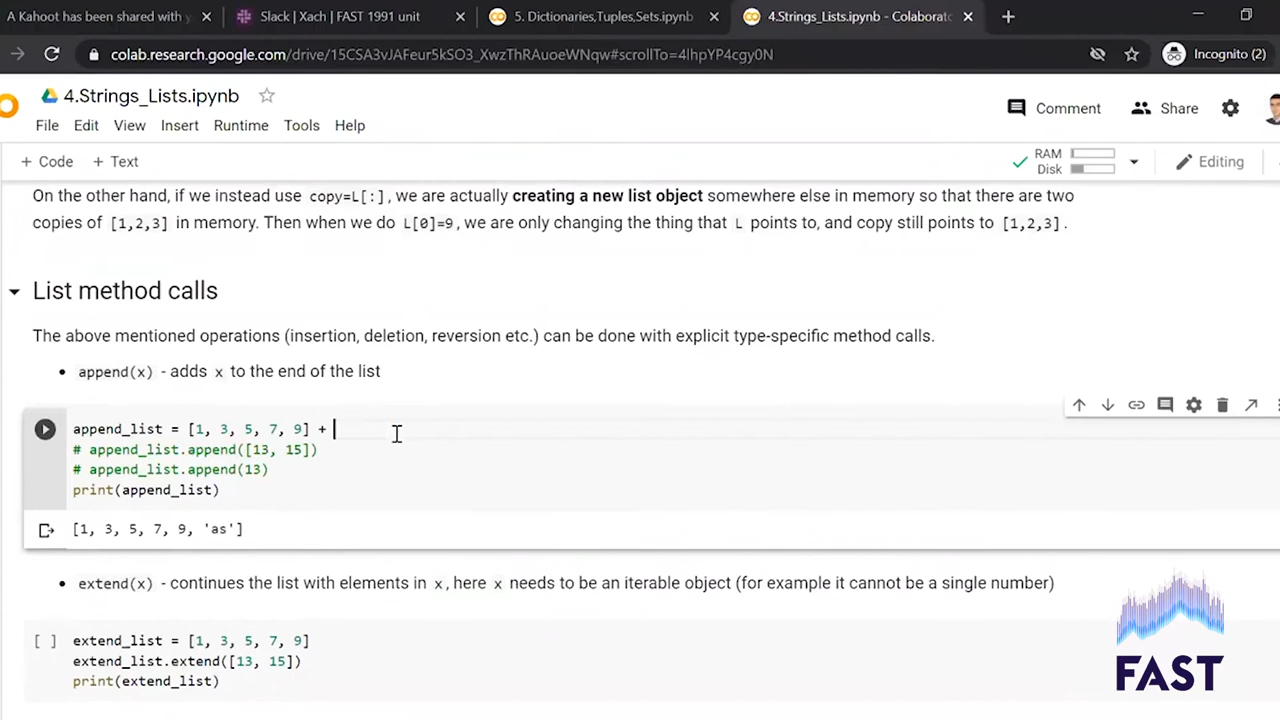 A Kahoot has been shared with
Slack | Xach | FAST 1991 unit
5. Dictionaries,Tuples,Sets.ipynb
4.Strings_Lists.ipynb - Colaborato
colab.research.google.com/drive/15CSA3vJAFeur5kSO3_XwzThRAuoeWNqw#scrollTo=4lhpYP4cgy0N
Incognito (2)
4.Strings_Lists.ipynb
Comment
Share
File Edit View Insert Runtime Tools Help
+ Code + Text
RAM
Disk
Editing
On the other hand, if we instead use copy=L[:], we are actually creating a new list object somewhere else in memory so that there are two
copies of [1,2,3] in memory. Then when we do L[0]=9, we are only changing the thing that L points to, and copy still points to [1,2,3].
List method calls
The above mentioned operations (insertion, deletion, reversion etc.) can be done with explicit type-specific method calls.
• append(x) - adds x to the end of the list
append_list = [1, 3, 5, 7, 9] +
# append_list.append([13, 15])
# append_list.append(13)
print(append_list)
[1, 3, 5, 7, 9, 'as']
• extend(x) - continues the list with elements in x, here x needs to be an iterable object (for example it cannot be a single number)
[ ] extend_list = [1, 3, 5, 7, 9]
extend_list.extend([13, 15])
print(extend_list)
FAST